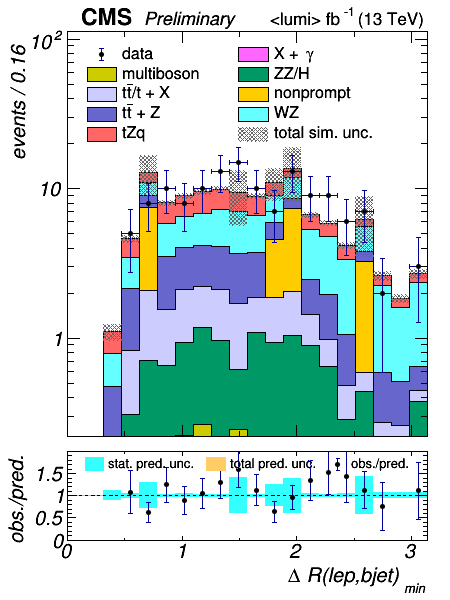 CMS Preliminary <lumi> fb⁻¹ (13 TeV)
10²
events / 0.16
data
X + γ
multiboson
ZZ/H
tt̄/t + X
nonprompt
tt̄ + Z
WZ
tZq
total sim. unc.
10
1
obs./pred.
stat. pred. unc.
total pred. unc.
obs./pred.
1.5
1
0.5
0
0 1 2 3
Δ R(lep,bjet) min